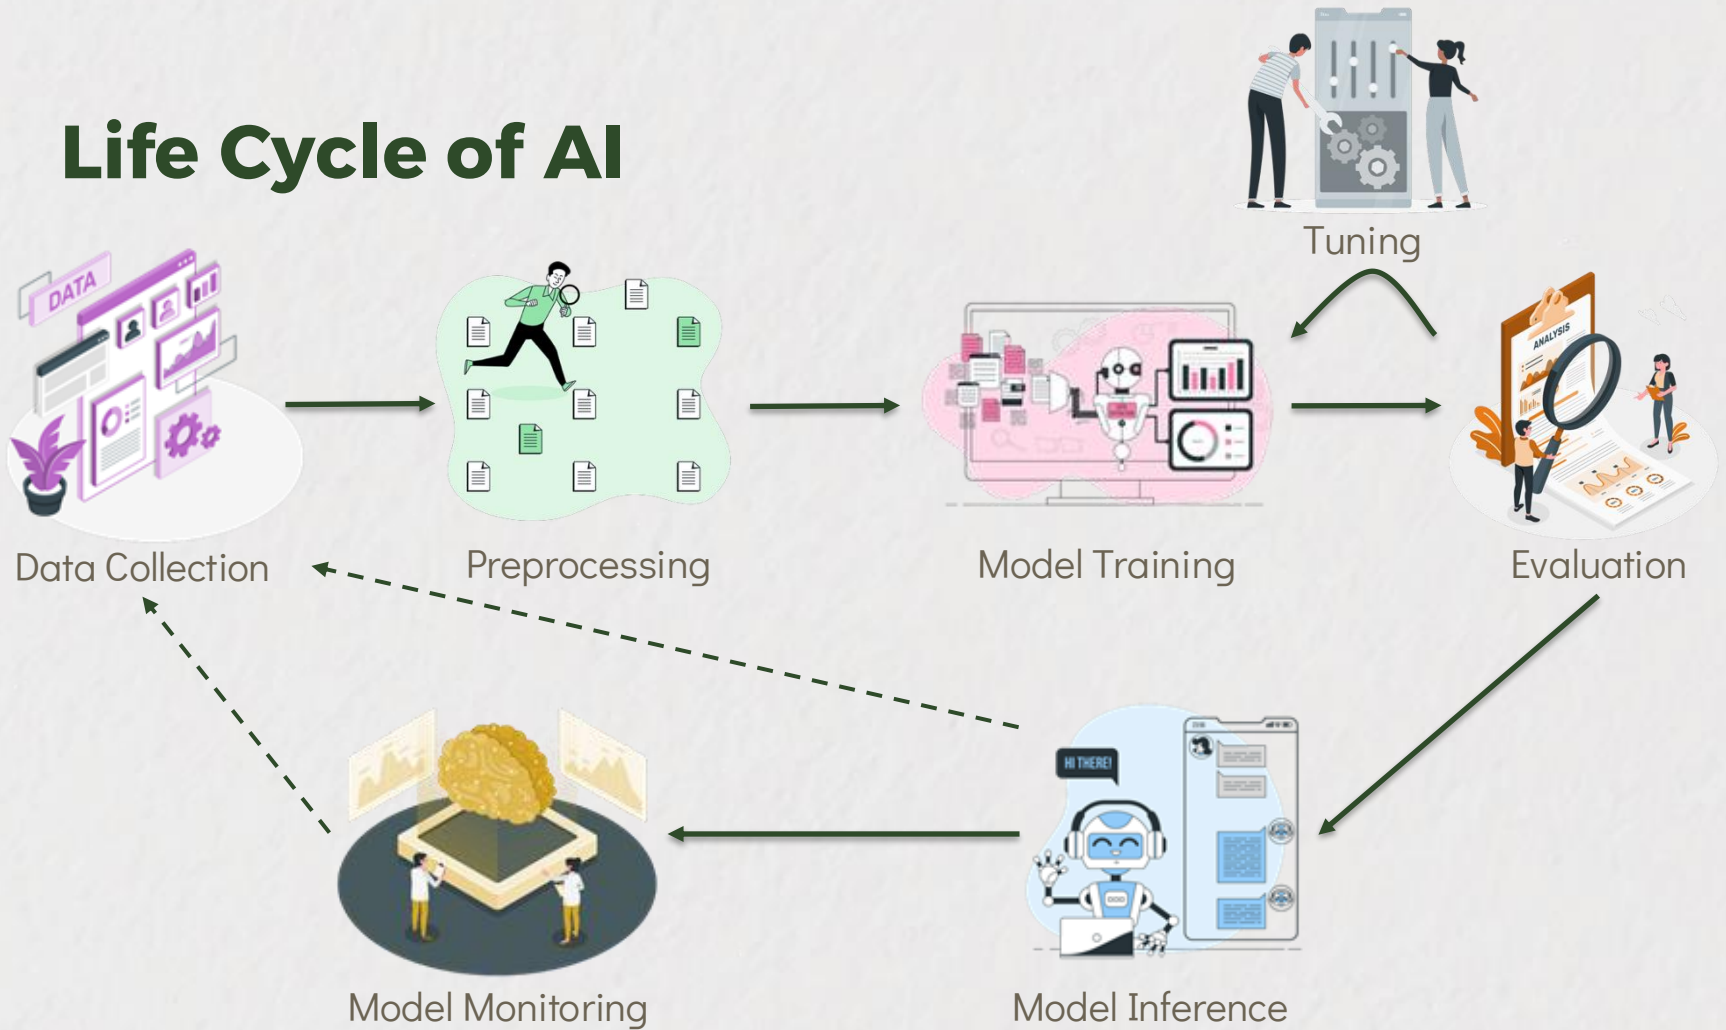 Life Cycle of AI
Tuning
DATA
ANALYSIS
Data Collection
Preprocessing
Model Training
Evaluation
HI THERE!
Model Monitoring
Model Inference